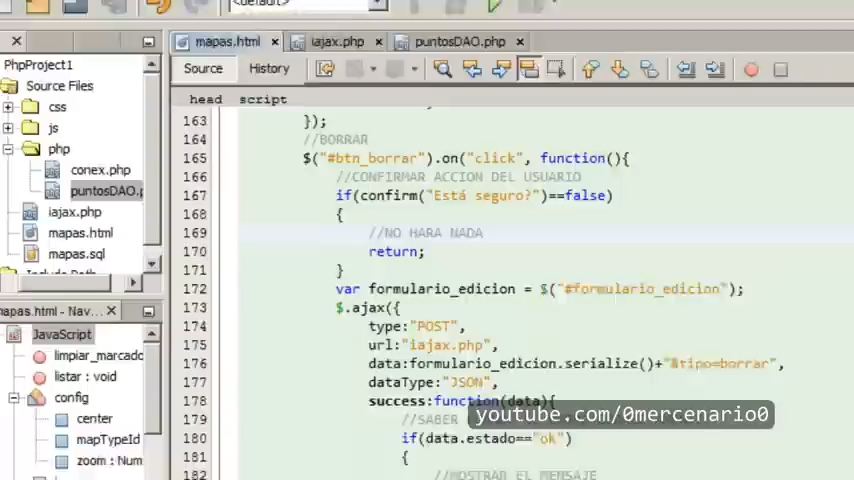 <default>
mapas.html
iajax.php
puntosDAO.php
PhpProject1
Source
History
Source Files
css
js
php
conex.php
puntosDAO.p
iajax.php
mapas.html
mapas.sql
Include Path
head script
163 });
164 //BORRAR
165 $("#btn_borrar").on("click", function(){
166 //CONFIRMAR ACCION DEL USUARIO
167 if(confirm("Está seguro?")==false)
168 {
169 //NO HARA NADA
170 return;
171 }
172 var formulario_edicion = $("#formulario_edicion");
173 $.ajax({
174 type:"POST",
175 url:"iajax.php",
176 data:formulario_edicion.serialize()+"&tipo=borrar",
177 dataType:"JSON",
178 success:function(data){
179 //SABER
180 if(data.estado=="ok")
181 {
182 //MOSTRAR EL MENSAJE
mapas.html - Nav...
JavaScript
limpiar_marcado
listar : void
config
center
mapTypeId
zoom : Num
youtube.com/0mercenario0